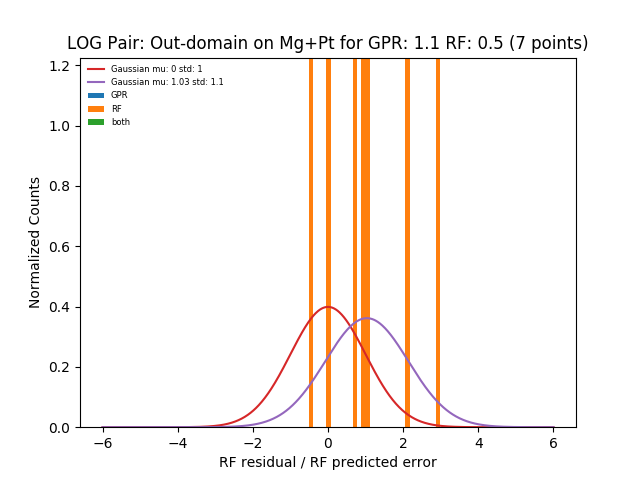 LOG Pair: Out-domain on Mg+Pt for GPR: 1.1 RF: 0.5 (7 points)
Gaussian mu: 0 std: 1
Gaussian mu: 1.03 std: 1.1
GPR
RF
both
Normalized Counts
1.2
1.0
0.8
0.6
0.4
0.2
0.0
−6 −4 −2 0 2 4 6
RF residual / RF predicted error